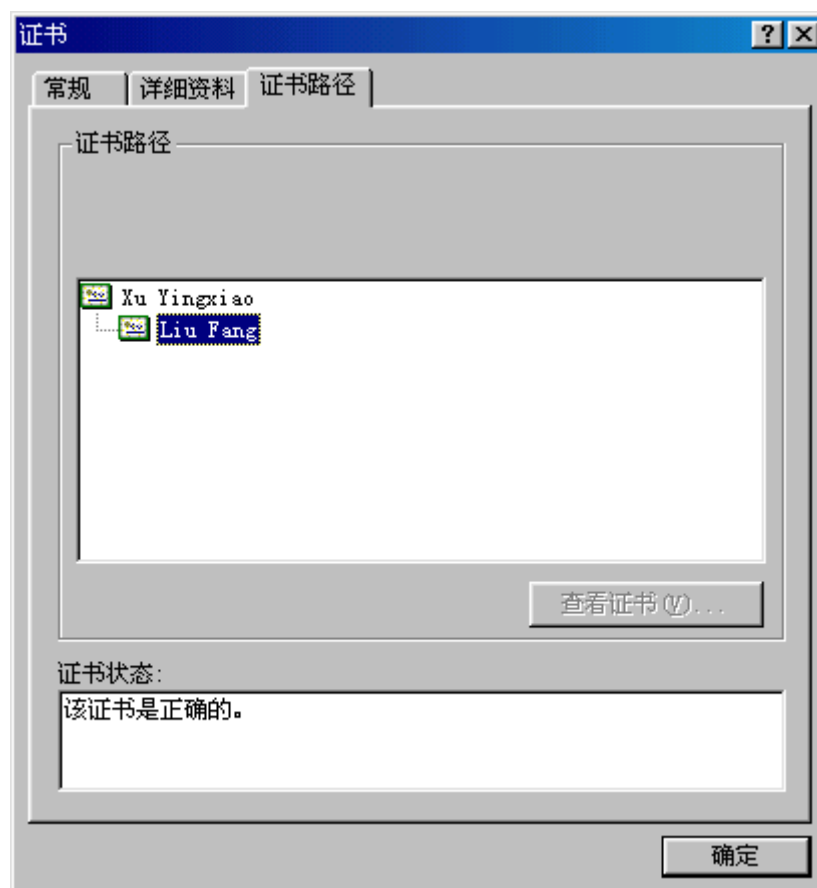 证书
常规 详细资料 证书路径
证书路径
Xu Yingxiao
Liu Fang
查看证书(V)...
证书状态:
该证书是正确的。
确定